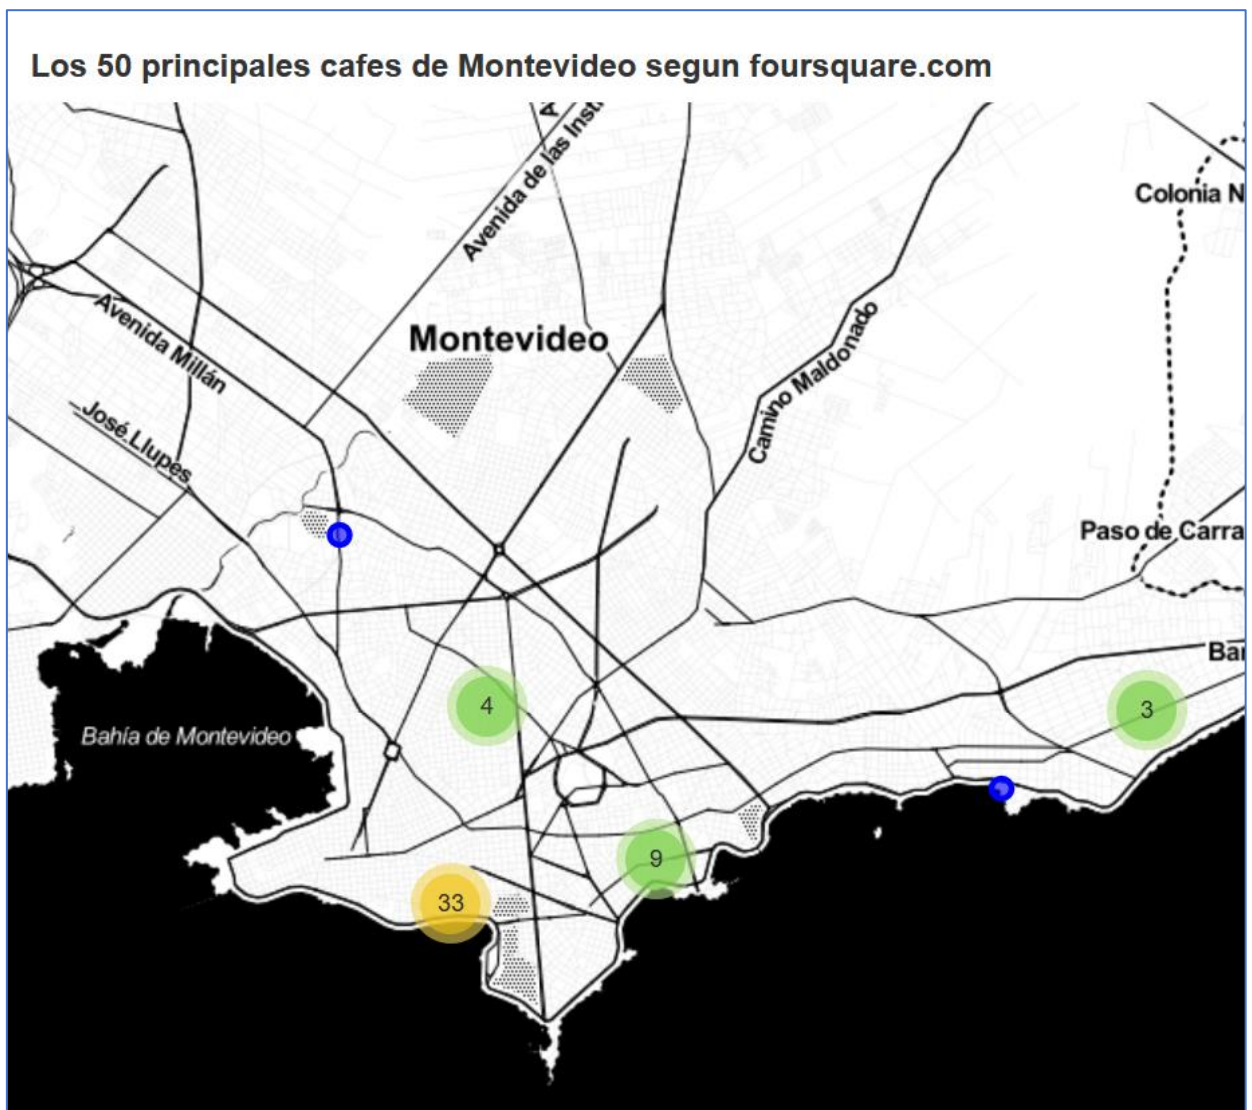 Los 50 principales cafes de Montevideo segun foursquare.com
Avenida de las Inst
Colonia N
Avenida Millán
Montevideo
Camino Maldonado
José Llupes
Paso de Carra
Bar
4
3
Bahía de Montevideo
9
33